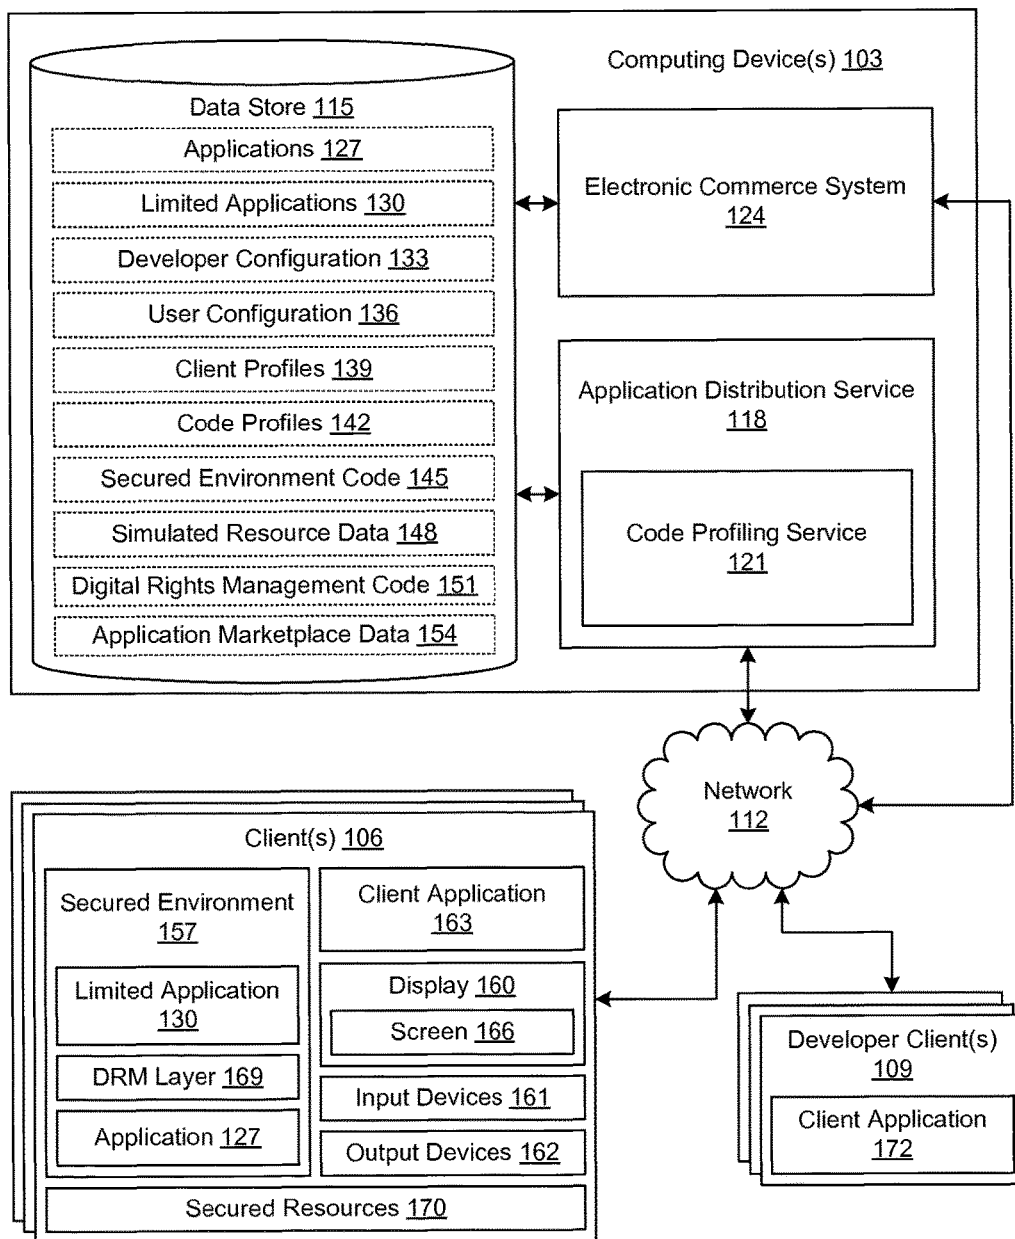 Computing Device(s) 103
Data Store 115
Applications 127
Limited Applications 130
Developer Configuration 133
User Configuration 136
Client Profiles 139
Code Profiles 142
Secured Environment Code 145
Simulated Resource Data 148
Digital Rights Management Code 151
Application Marketplace Data 154
Electronic Commerce System
124
Application Distribution Service
118
Code Profiling Service
121
Network
112
Client(s) 106
Secured Environment
157
Limited Application
130
DRM Layer 169
Application 127
Client Application
163
Display 160
Screen 166
Input Devices 161
Output Devices 162
Secured Resources 170
Developer Client(s)
109
Client Application
172